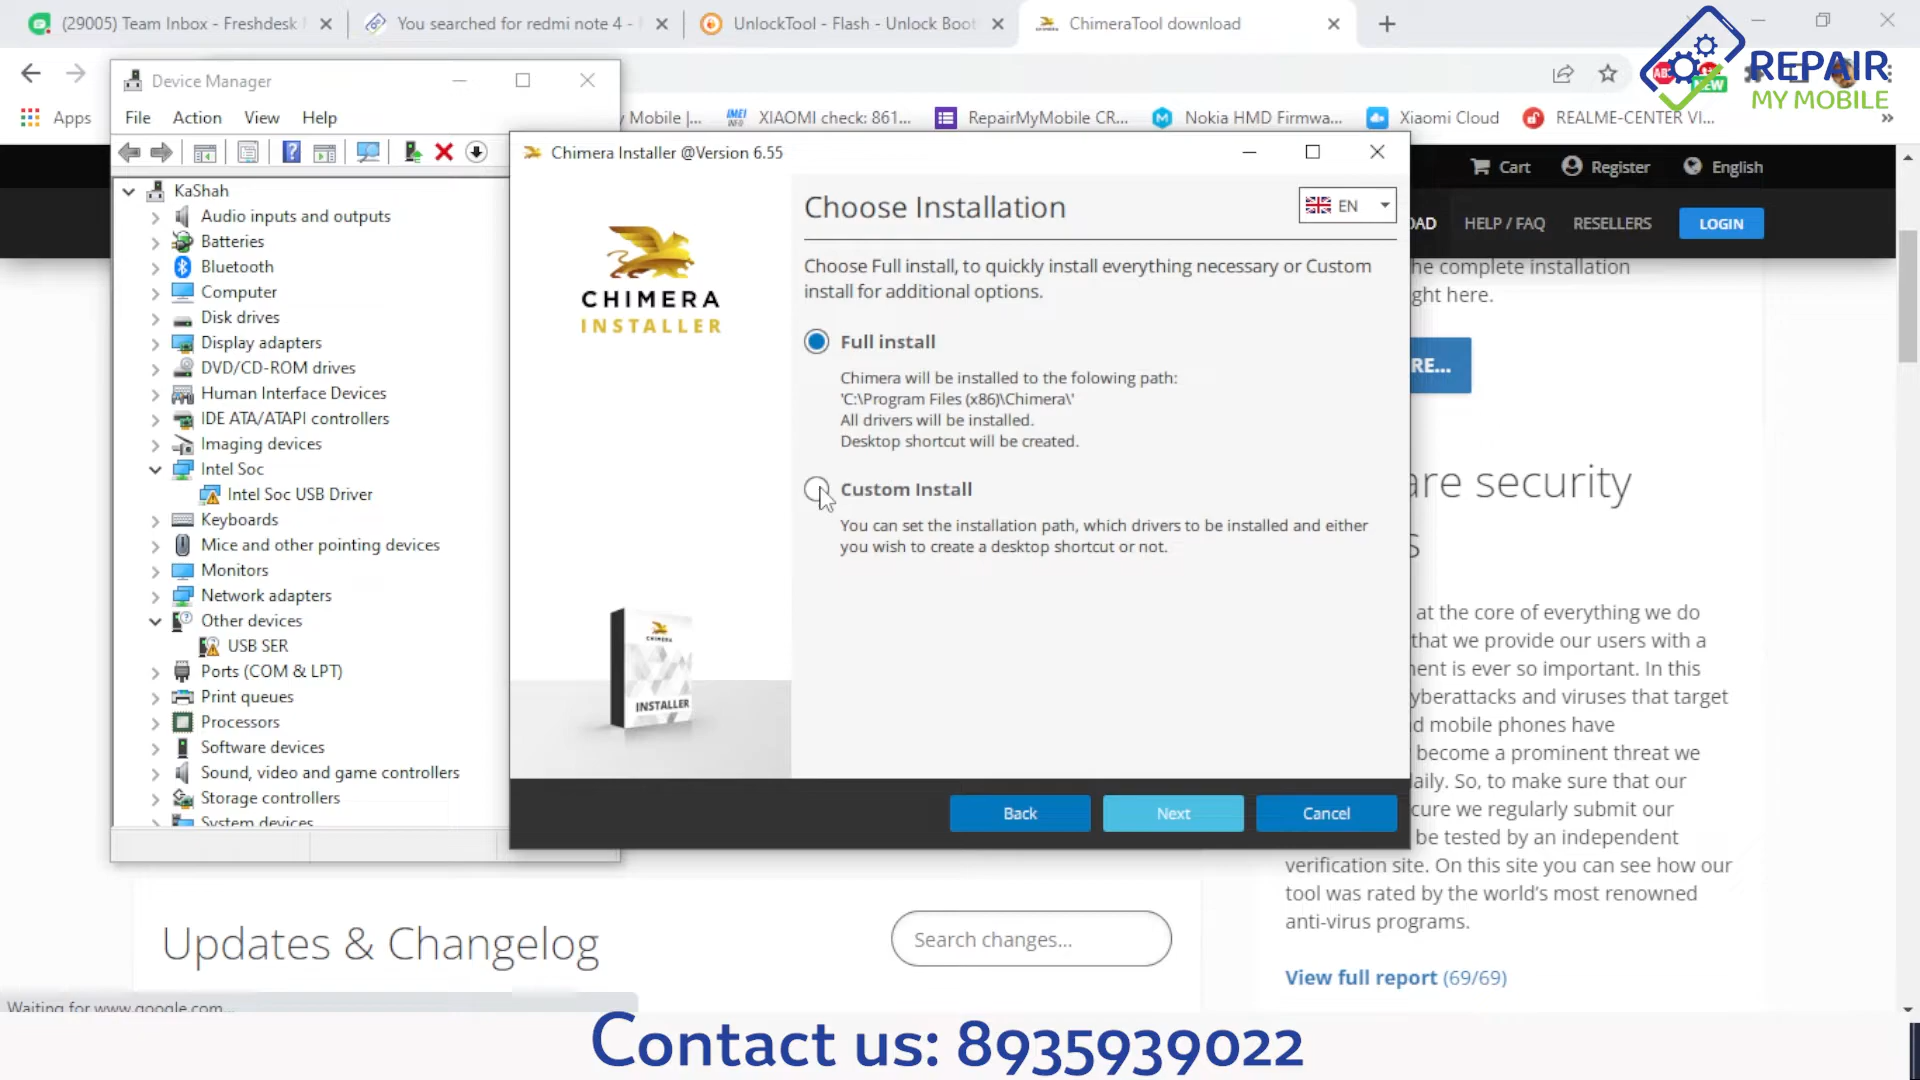 (29005) Team Inbox - Freshdesk
You searched for redmi note 4 -
UnlockTool - Flash - Unlock Boot
ChimeraTool download
REPAIR
MY MOBILE
Apps
Mobile |...
XIAOMI check: 861...
RepairMyMobile CR...
Nokia HMD Firmwa...
Xiaomi Cloud
REALME-CENTER VI...
»
Device Manager
File Action View Help
KaShah
Audio inputs and outputs
Batteries
Bluetooth
Computer
Disk drives
Display adapters
DVD/CD-ROM drives
Human Interface Devices
IDE ATA/ATAPI controllers
Imaging devices
Intel Soc
Intel Soc USB Driver
Keyboards
Mice and other pointing devices
Monitors
Network adapters
Other devices
USB SER
Ports (COM & LPT)
Print queues
Processors
Software devices
Sound, video and game controllers
Storage controllers
System devices
Chimera Installer @Version 6.55
CHIMERA
INSTALLER
CHIMERA
INSTALLER
Choose Installation
EN
Choose Full install, to quickly install everything necessary or Custom
install for additional options.
Full install
Chimera will be installed to the folowing path:
'C:\Program Files (x86)\Chimera\'
All drivers will be installed.
Desktop shortcut will be created.
Custom Install
You can set the installation path, which drivers to be installed and either
you wish to create a desktop shortcut or not.
Back
Next
Cancel
Cart
Register
English
OAD
HELP / FAQ
RESELLERS
LOGIN
he complete installation
ght here.
RE...
are security
s
at the core of everything we do
that we provide our users with a
ent is ever so important. In this
yberattacks and viruses that target
d mobile phones have
become a prominent threat we
aily. So, to make sure that our
cure we regularly submit our
be tested by an independent
verification site. On this site you can see how our
tool was rated by the world's most renowned
anti-virus programs.
View full report (69/69)
Updates & Changelog
Search changes...
Waiting for www.google.com...
Contact us: 8935939022